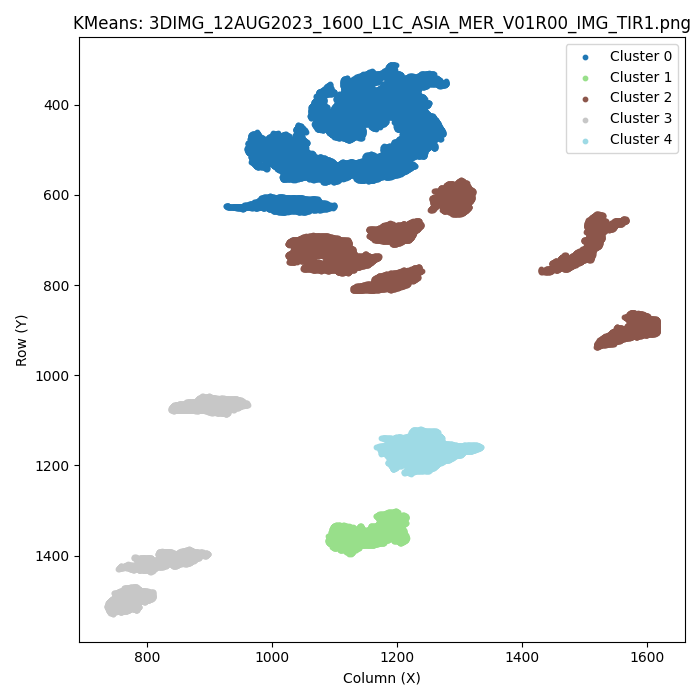 KMeans: 3DIMG_12AUG2023_1600_L1C_ASIA_MER_V01R00_IMG_TIR1.png
Cluster 0
Cluster 1
Cluster 2
Cluster 3
Cluster 4
Row (Y)
400
600
800
1000
1200
1400
800 1000 1200 1400 1600
Column (X)